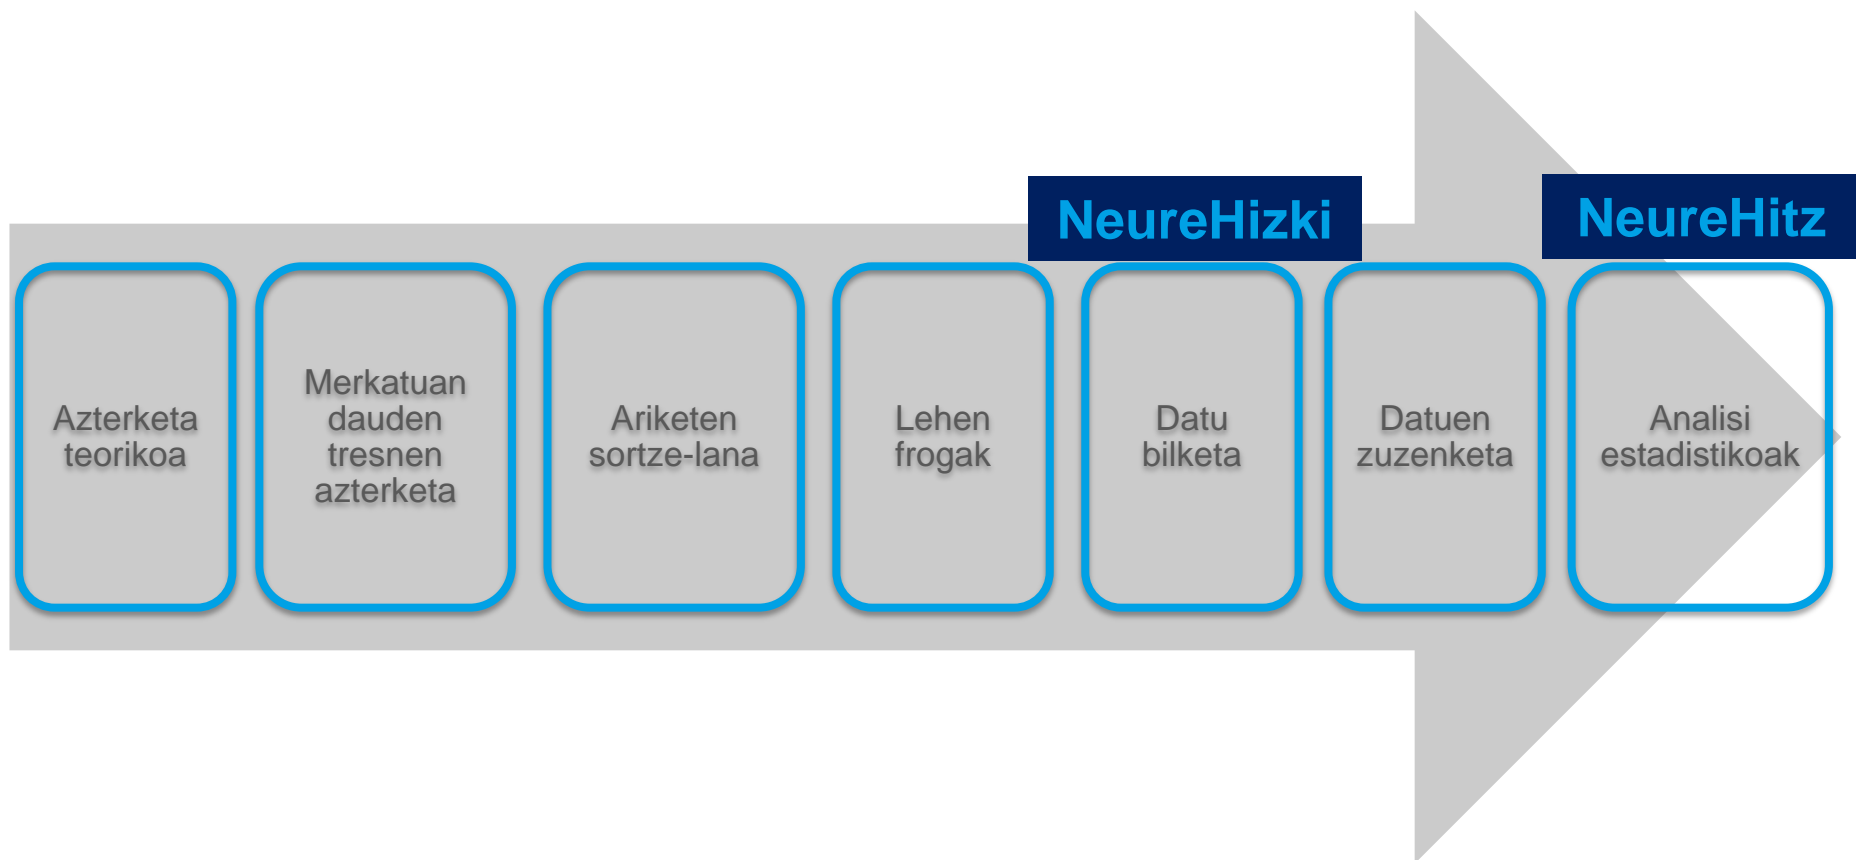 NeureHizki
NeureHitz
Azterketa
teorikoa
Merkatuan
dauden
tresnen
azterketa
Ariketen
sortze-lana
Lehen
frogak
Datu
bilketa
Datuen
zuzenketa
Analisi
estadistikoak